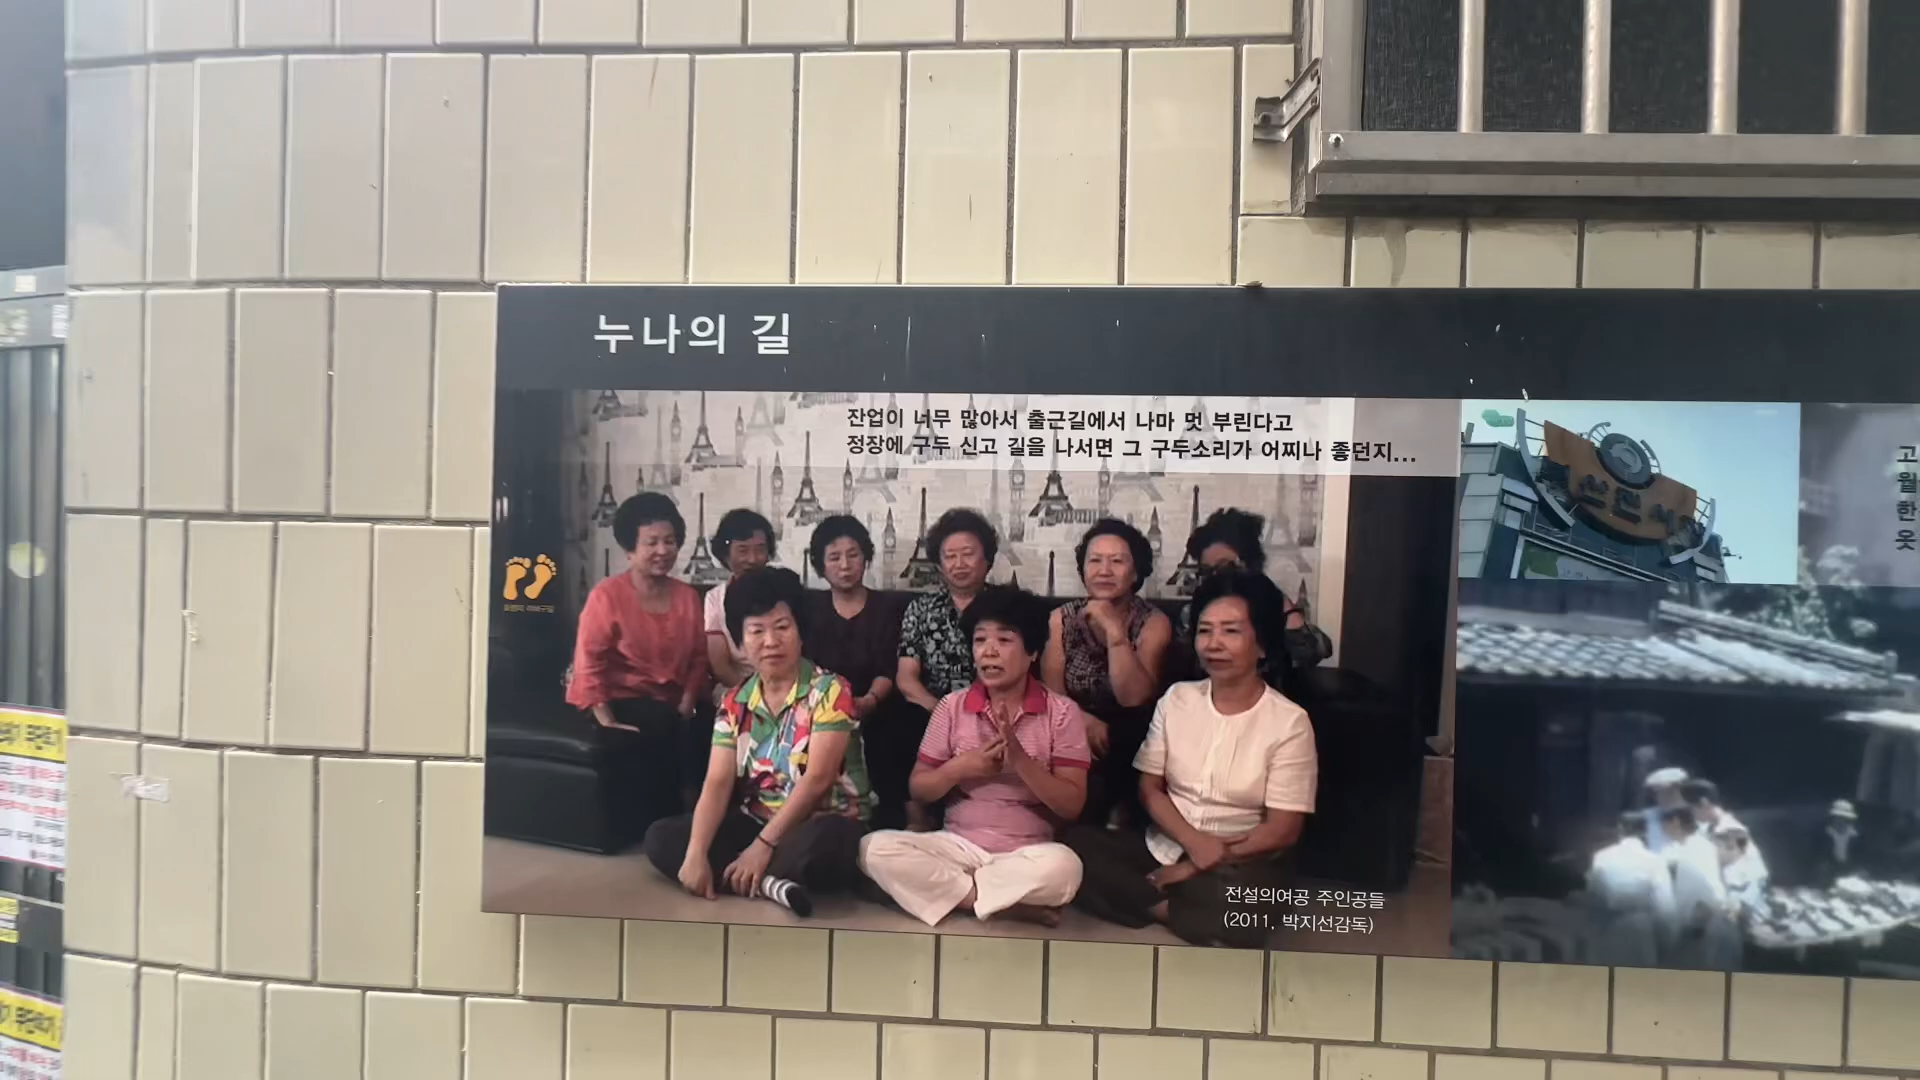 누나의 길
잔업이 너무 많아서 출근길에서 나마 멋 부린다고
정장에 구두 신고 길을 나서면 그 구두소리가 어찌나 좋던지...
전설의여공 주인공들
(2011, 박지선감독)
고
월
한
옷